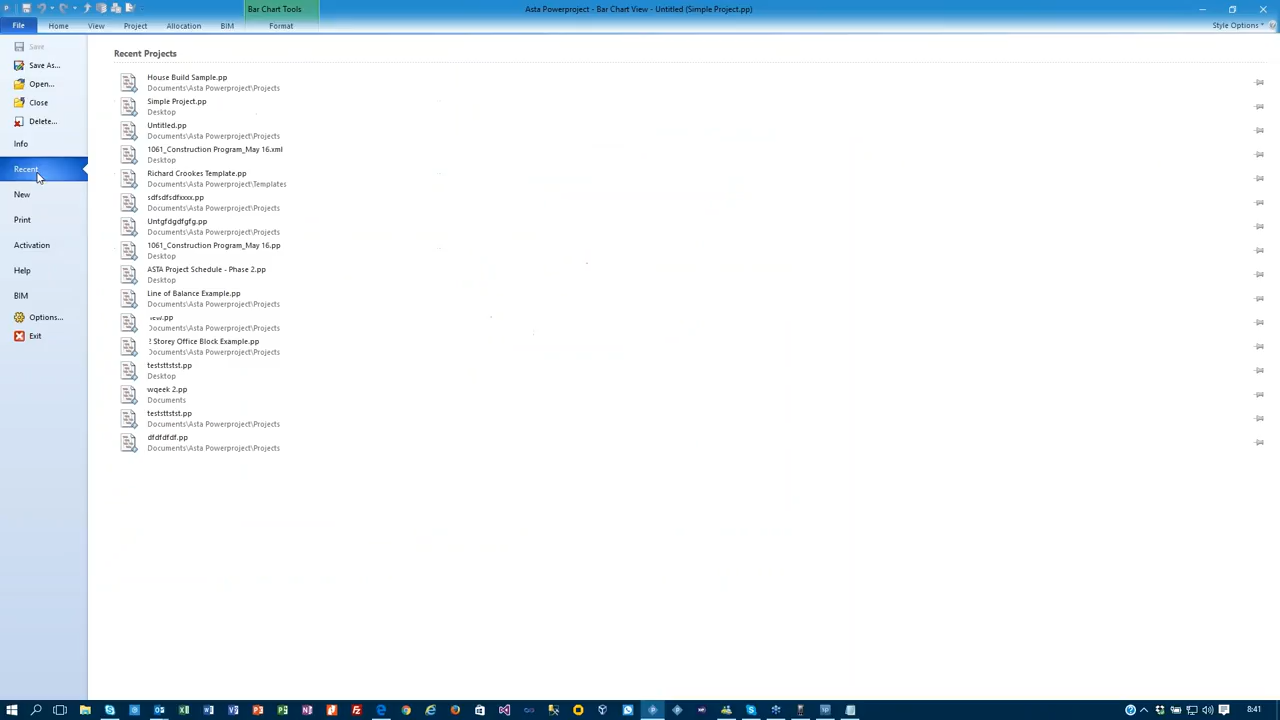 Bar Chart Tools
Asta Powerproject - Bar Chart View - Untitled (Simple Project.pp)
File Home View Project Allocation BIM Format Style Options
Save
Save As...
Open...
Close
Delete...
Info
Recent
New
Print
Activation
Help
BIM
Options...
Exit
Recent Projects
House Build Sample.pp
Documents\Asta Powerproject\Projects
Simple Project.pp
Desktop
Untitled.pp
Documents\Asta Powerproject\Projects
1061_Construction Program_May 16.xml
Desktop
Richard Crookes Template.pp
Documents\Asta Powerproject\Templates
sdfsdfsdfxxxx.pp
Documents\Asta Powerproject\Projects
Untgfdgdfgfg.pp
Documents\Asta Powerproject\Projects
1061_Construction Program_May 16.pp
Desktop
ASTA Project Schedule - Phase 2.pp
Desktop
Line of Balance Example.pp
Documents\Asta Powerproject\Projects
Documents\Asta Powerproject\Projects
2 Storey Office Block Example.pp
Documents\Asta Powerproject\Projects
teststtstst.pp
Desktop
wqeek 2.pp
Documents
teststtstst.pp
Documents\Asta Powerproject\Projects
dfdfdfdf.pp
Documents\Asta Powerproject\Projects
8:41